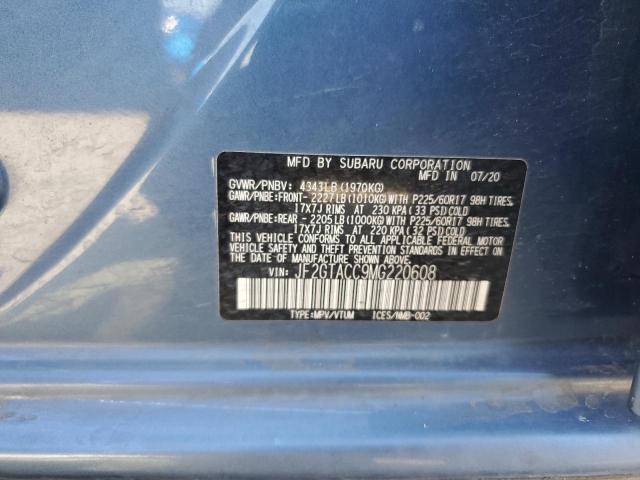 MFD BY SUBARU CORPORATION 07/20
GVWR/PNBV: 4343LB (1970KG)
GAWR/PNBE: FRONT- 2227LB(1010KG)WITH P225/60R17 98H TIRES,
17X7J RIMS AT 230 KPA (33 PSI)COLD
GAWR/PNBE: REAR - 2205LB(1000KG)WITH P225/60R17 98H TIRES,
17X7J RIMS AT 220 KPA (32 PSI)COLD
THIS VEHICLE CONFORMS TO ALL APPLICABLE FEDERAL MOTOR
VEHICLE SAFETY AND THEFT PREVENTION STANDARDS IN EFFECT ON
THE DATE OF MANUFACTURE SHOWN ABOVE.
VIN: JF2GTACC9MG220608
TYPE:MPV/VTUM ICES/NMB-002